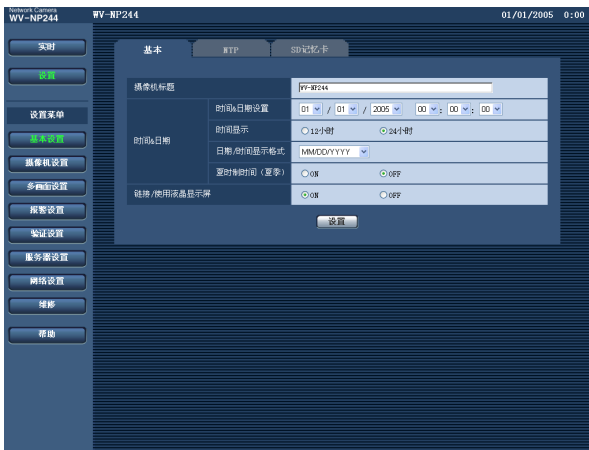 Network Camera
WV-NP244
WV-NP244 01/01/2005 0:00
实时
设置
设置菜单
基本设置
摄像机设置
多画面设置
报警设置
验证设置
服务器设置
网络设置
维修
帮助
基本 NTP SD记忆卡
摄像机标题 WV-NP244
时间&日期
时间&日期设置 01 / 01 / 2005 00 : 00 : 00
时间显示 12小时 24小时
日期/时间显示格式 MM/DD/YYYY
夏时制时间（夏季） ON OFF
链接/使用液晶显示屏 ON OFF
设置